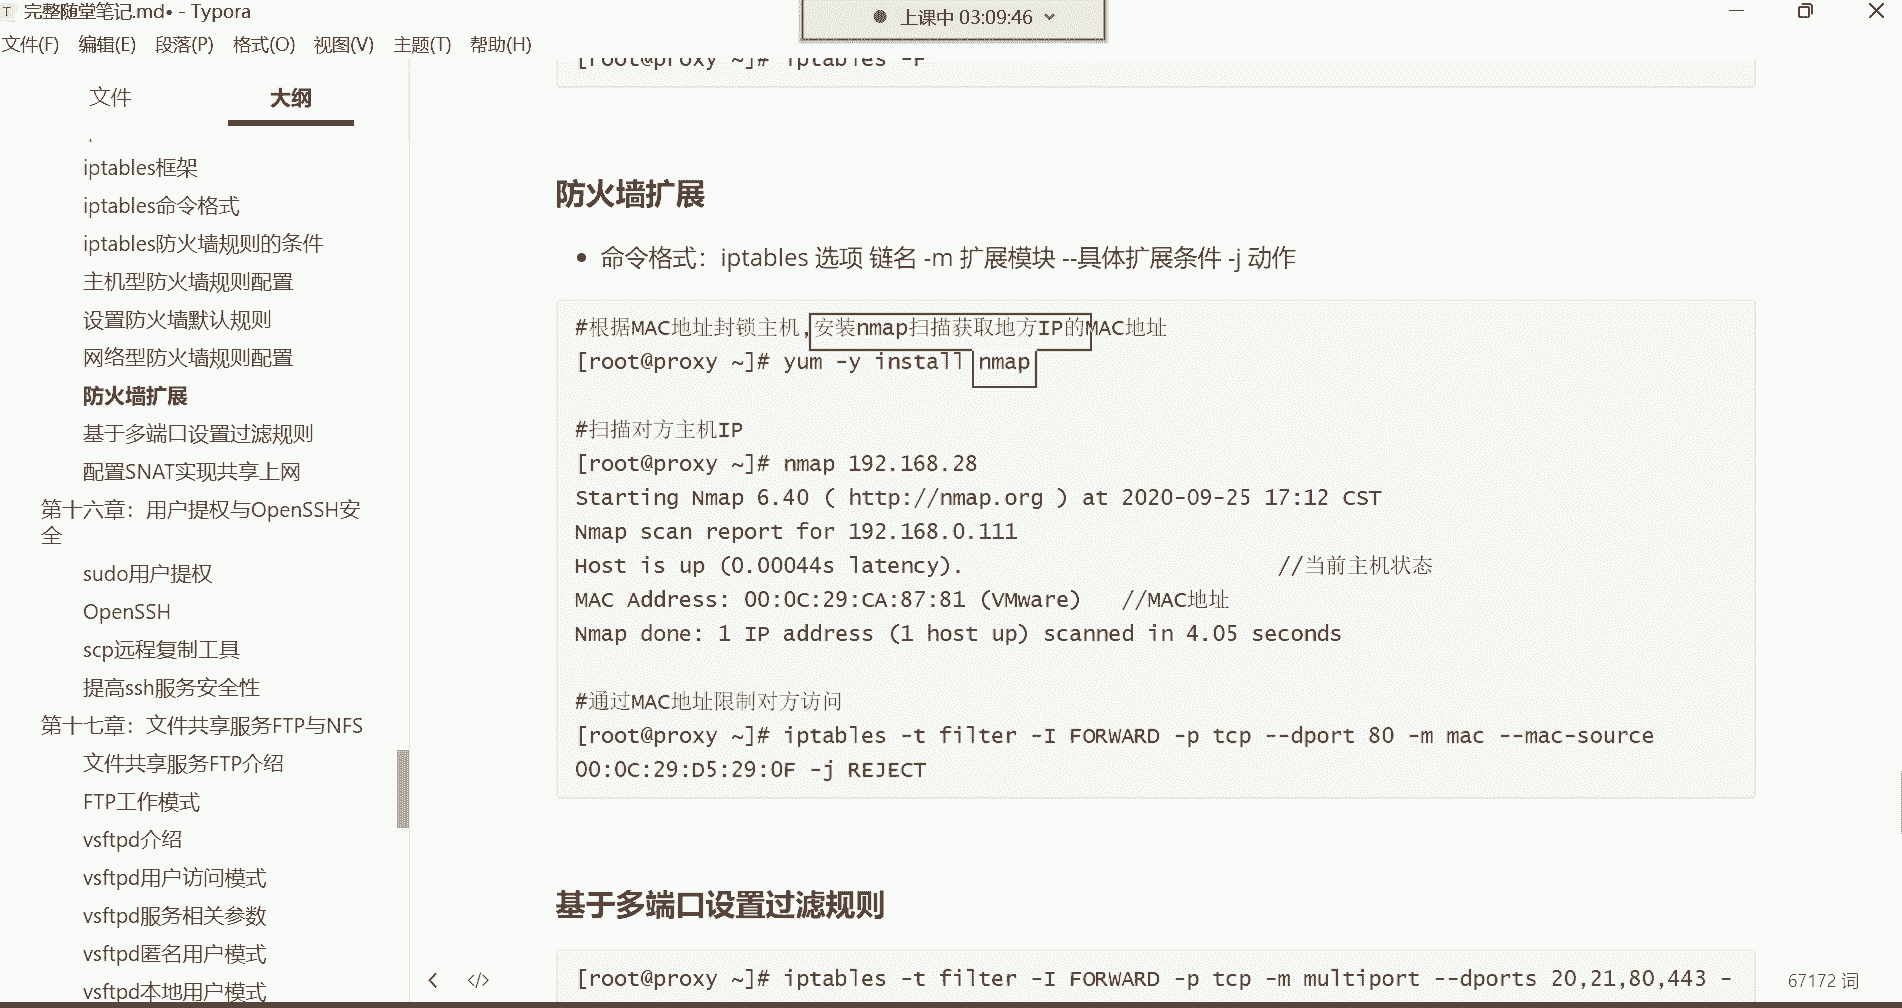 完整随堂笔记.md• - Typora
上课中 03:09:46
文件(F) 编辑(E) 段落(P) 格式(O) 视图(V) 主题(T) 帮助(H)
文件 大纲
iptables框架
iptables命令格式
iptables防火墙规则的条件
主机型防火墙规则配置
设置防火墙默认规则
网络型防火墙规则配置
防火墙扩展
基于多端口设置过滤规则
配置SNAT实现共享上网
第十六章：用户提权与OpenSSH安
全
sudo用户提权
OpenSSH
scp远程复制工具
提高ssh服务安全性
第十七章：文件共享服务FTP与NFS
文件共享服务FTP介绍
FTP工作模式
vsftpd介绍
vsftpd用户访问模式
vsftpd服务相关参数
vsftpd匿名用户模式
vsftpd本地用户模式
[root@proxy ~]# iptables -F
防火墙扩展
命令格式：iptables 选项 链名 -m 扩展模块 --具体扩展条件 -j 动作
#根据MAC地址封锁主机,安装nmap扫描获取地方IP的MAC地址
[root@proxy ~]# yum -y install nmap
#扫描对方主机IP
[root@proxy ~]# nmap 192.168.28
Starting Nmap 6.40 ( http://nmap.org ) at 2020-09-25 17:12 CST
Nmap scan report for 192.168.0.111
Host is up (0.00044s latency). //当前主机状态
MAC Address: 00:0C:29:CA:87:81 (VMware) //MAC地址
Nmap done: 1 IP address (1 host up) scanned in 4.05 seconds
#通过MAC地址限制对方访问
[root@proxy ~]# iptables -t filter -I FORWARD -p tcp --dport 80 -m mac --mac-source
00:0C:29:D5:29:0F -j REJECT
基于多端口设置过滤规则
[root@proxy ~]# iptables -t filter -I FORWARD -p tcp -m multiport --dports 20,21,80,443 -
67172 词